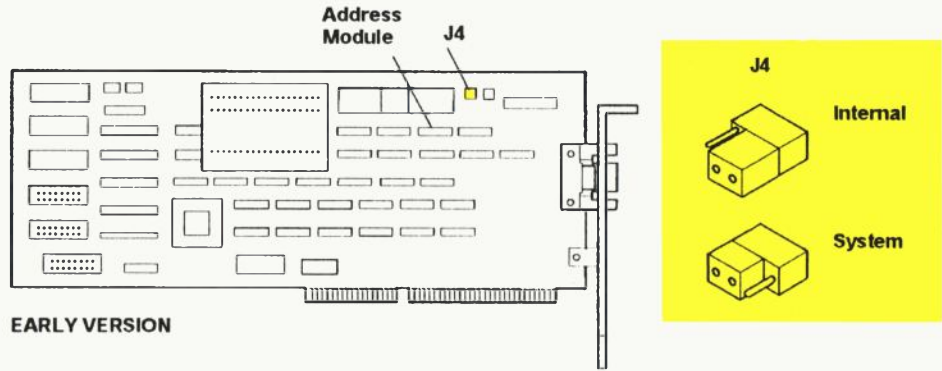 Address
Module
J4
J4
Internal
System
EARLY VERSION